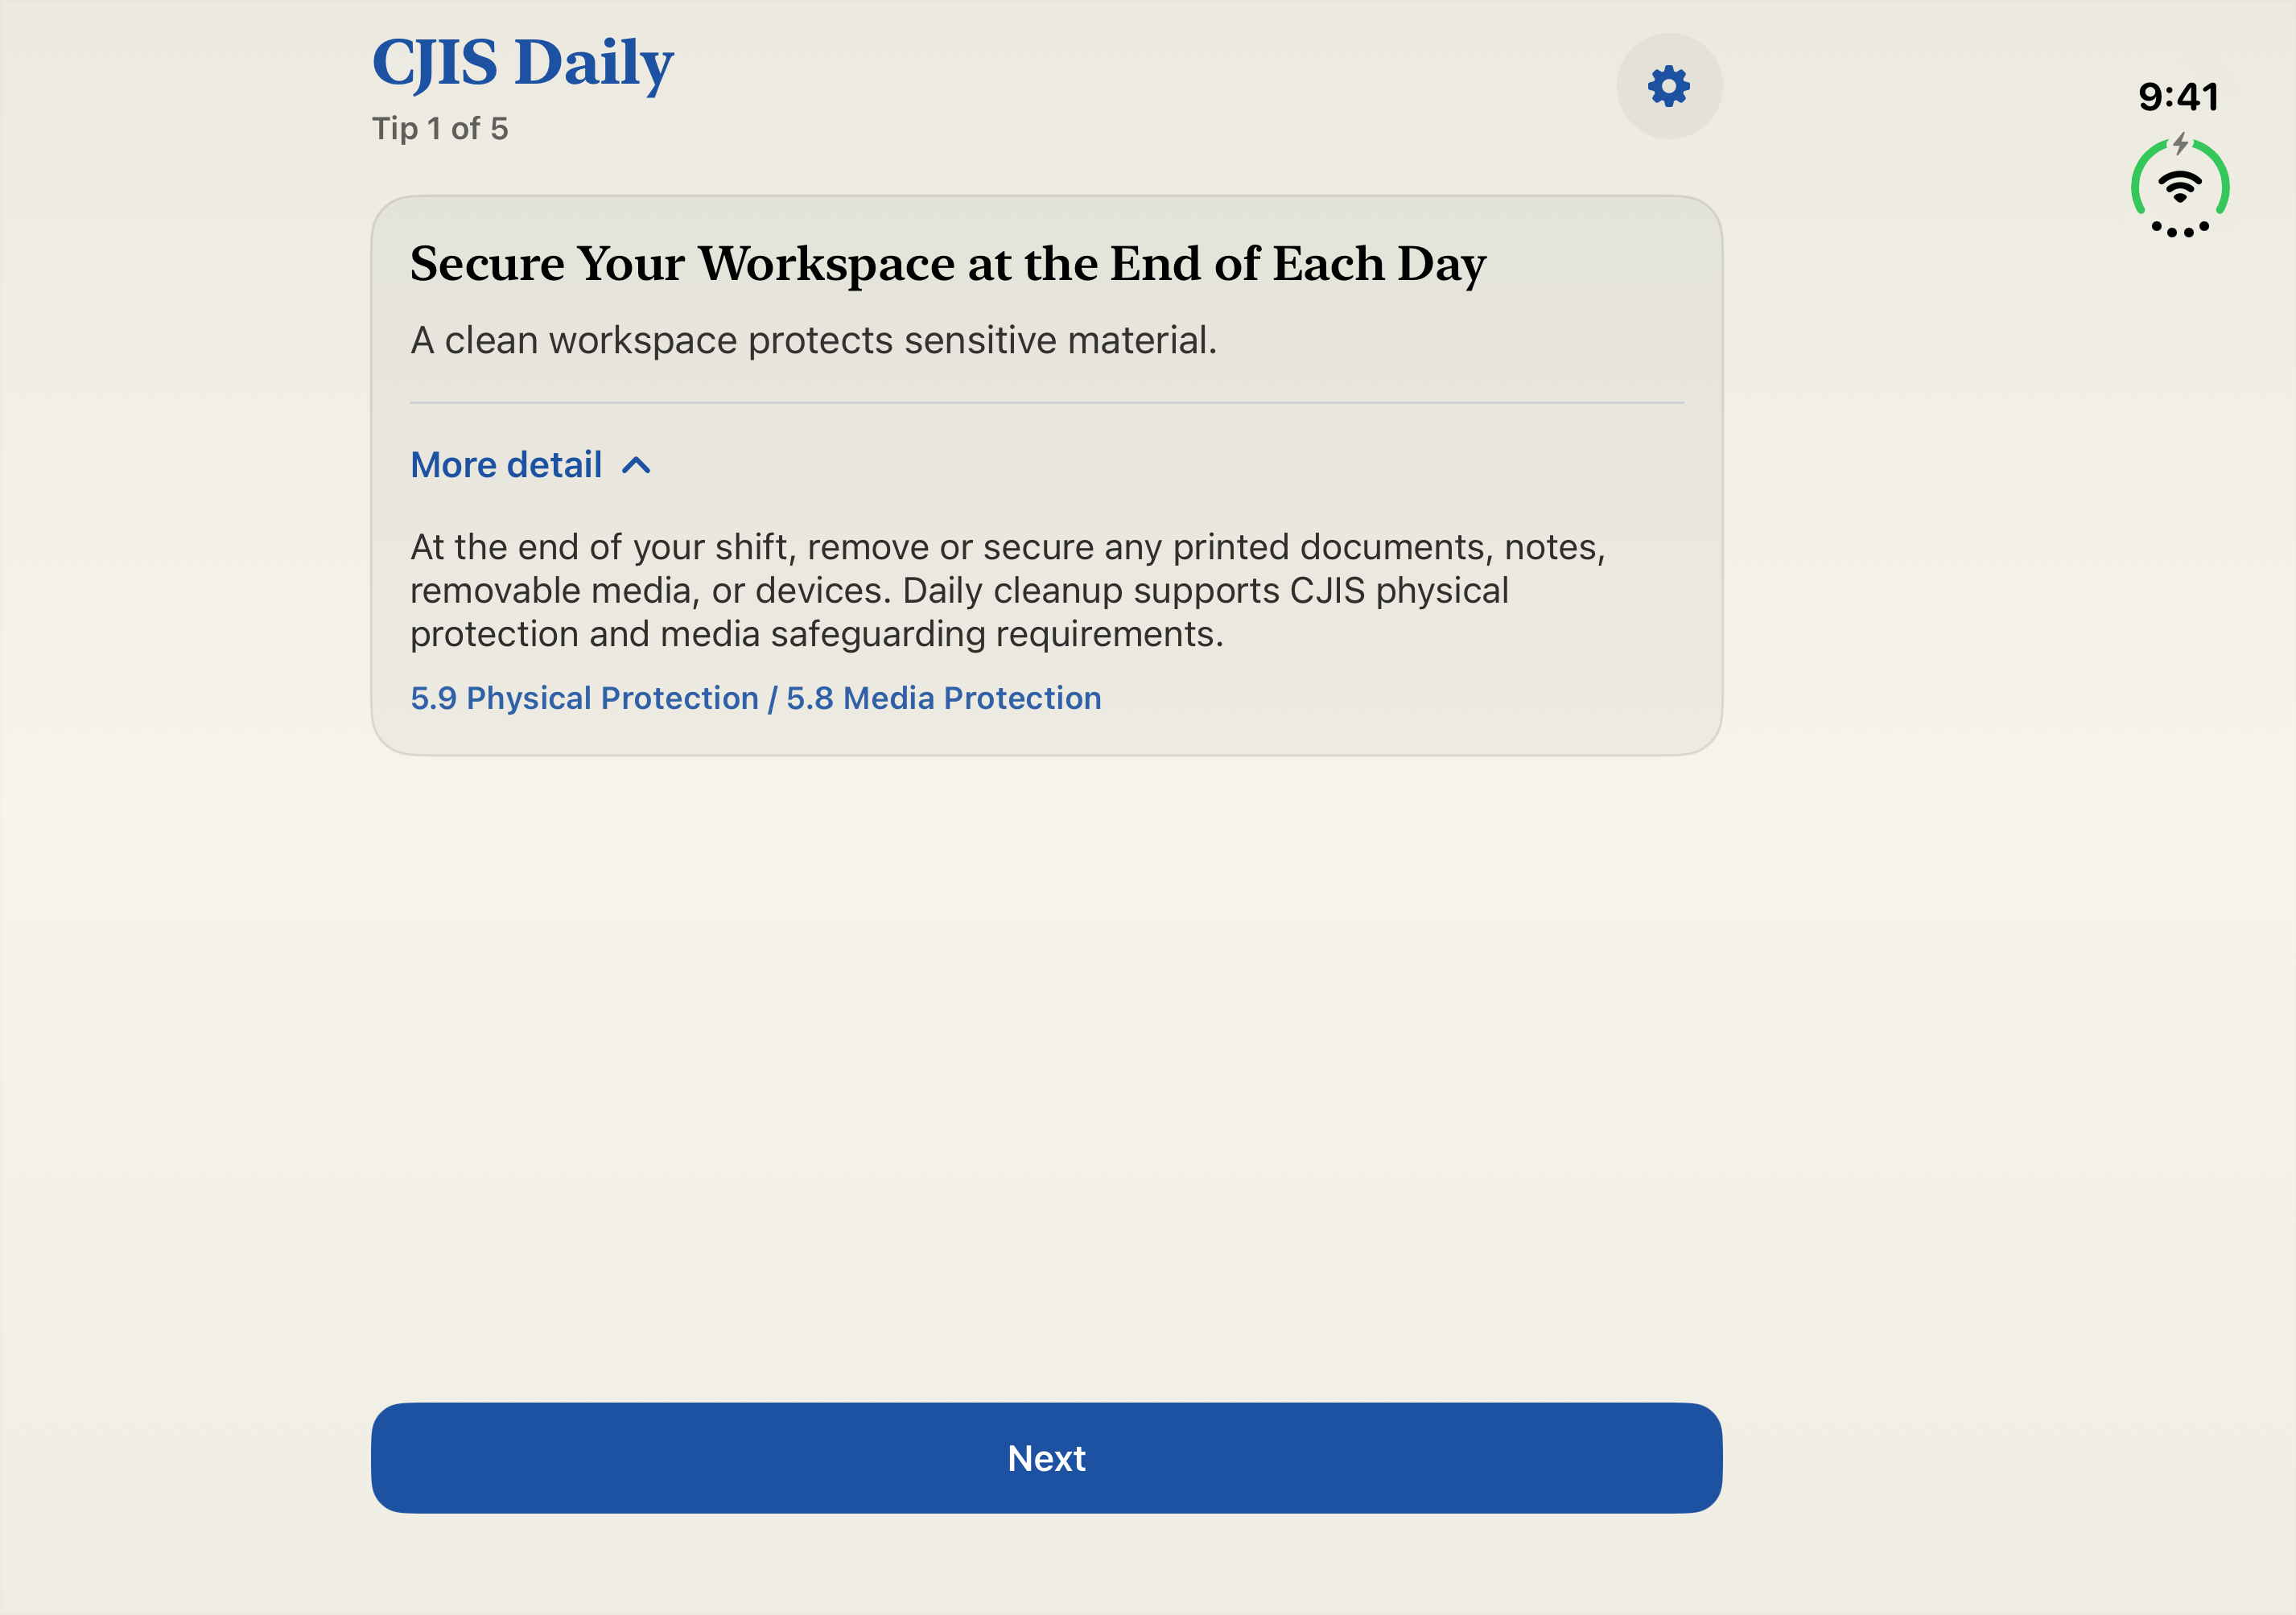 CJIS Daily
Tip 1 of 5
9:41
Secure Your Workspace at the End of Each Day
A clean workspace protects sensitive material.
More detail
At the end of your shift, remove or secure any printed documents, notes,
removable media, or devices. Daily cleanup supports CJIS physical
protection and media safeguarding requirements.
5.9 Physical Protection / 5.8 Media Protection
Next